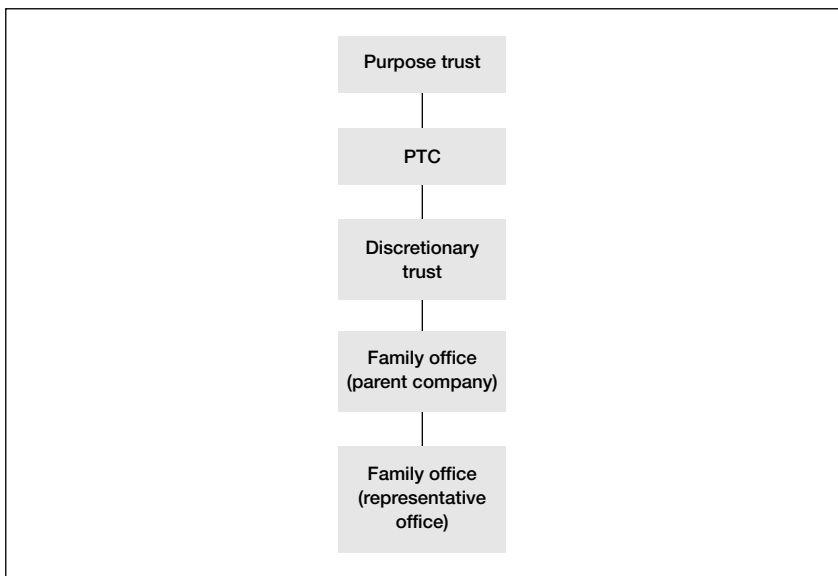 Purpose trust
PTC
Discretionary
trust
Family office
(parent company)
Family office
(representative
office)